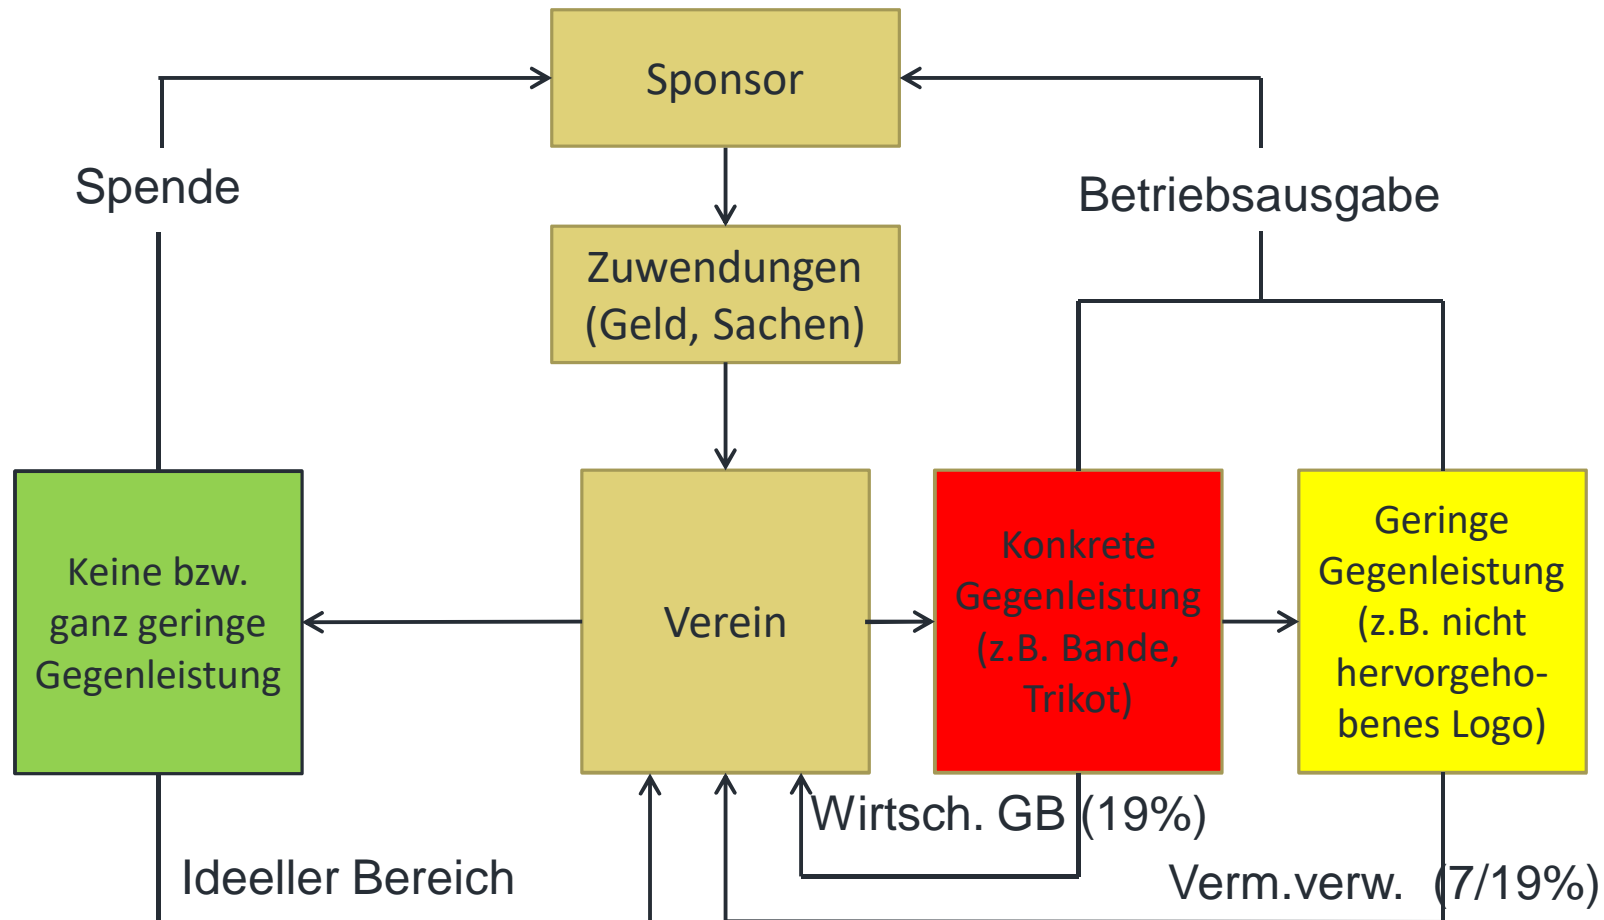 Sponsor
Spende
Betriebsausgabe
Zuwendungen
(Geld, Sachen)
Keine bzw.
ganz geringe
Gegenleistung
Verein
Konkrete
Gegenleistung
(z.B. Bande,
Trikot)
Geringe
Gegenleistung
(z.B. nicht
hervorgeho-
benes Logo)
Wirtsch. GB (19%)
Ideeller Bereich
Verm.verw. (7/19%)